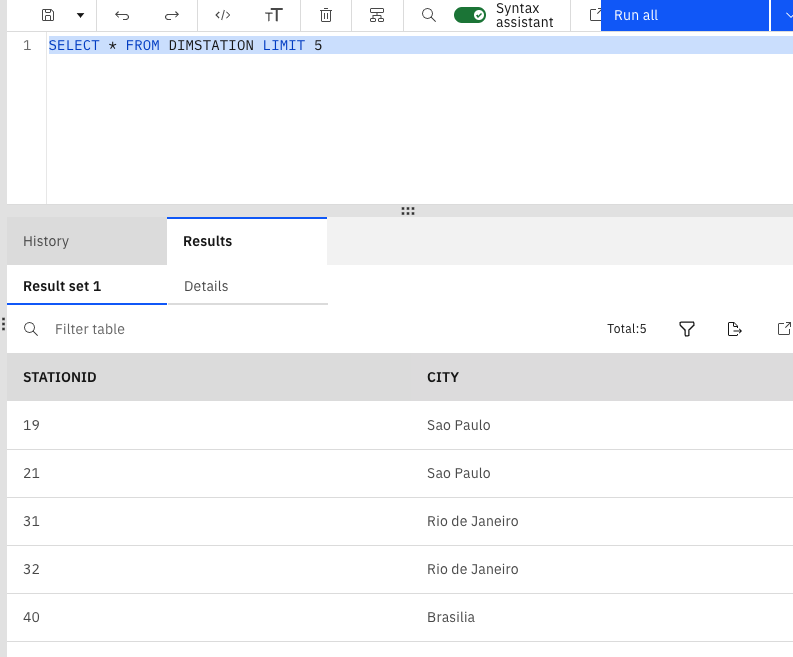 Syntax
assistant
Run all
1 SELECT * FROM DIMSTATION LIMIT 5
History Results
Result set 1 Details
Filter table Total:5
STATIONID CITY
19 Sao Paulo
21 Sao Paulo
31 Rio de Janeiro
32 Rio de Janeiro
40 Brasilia